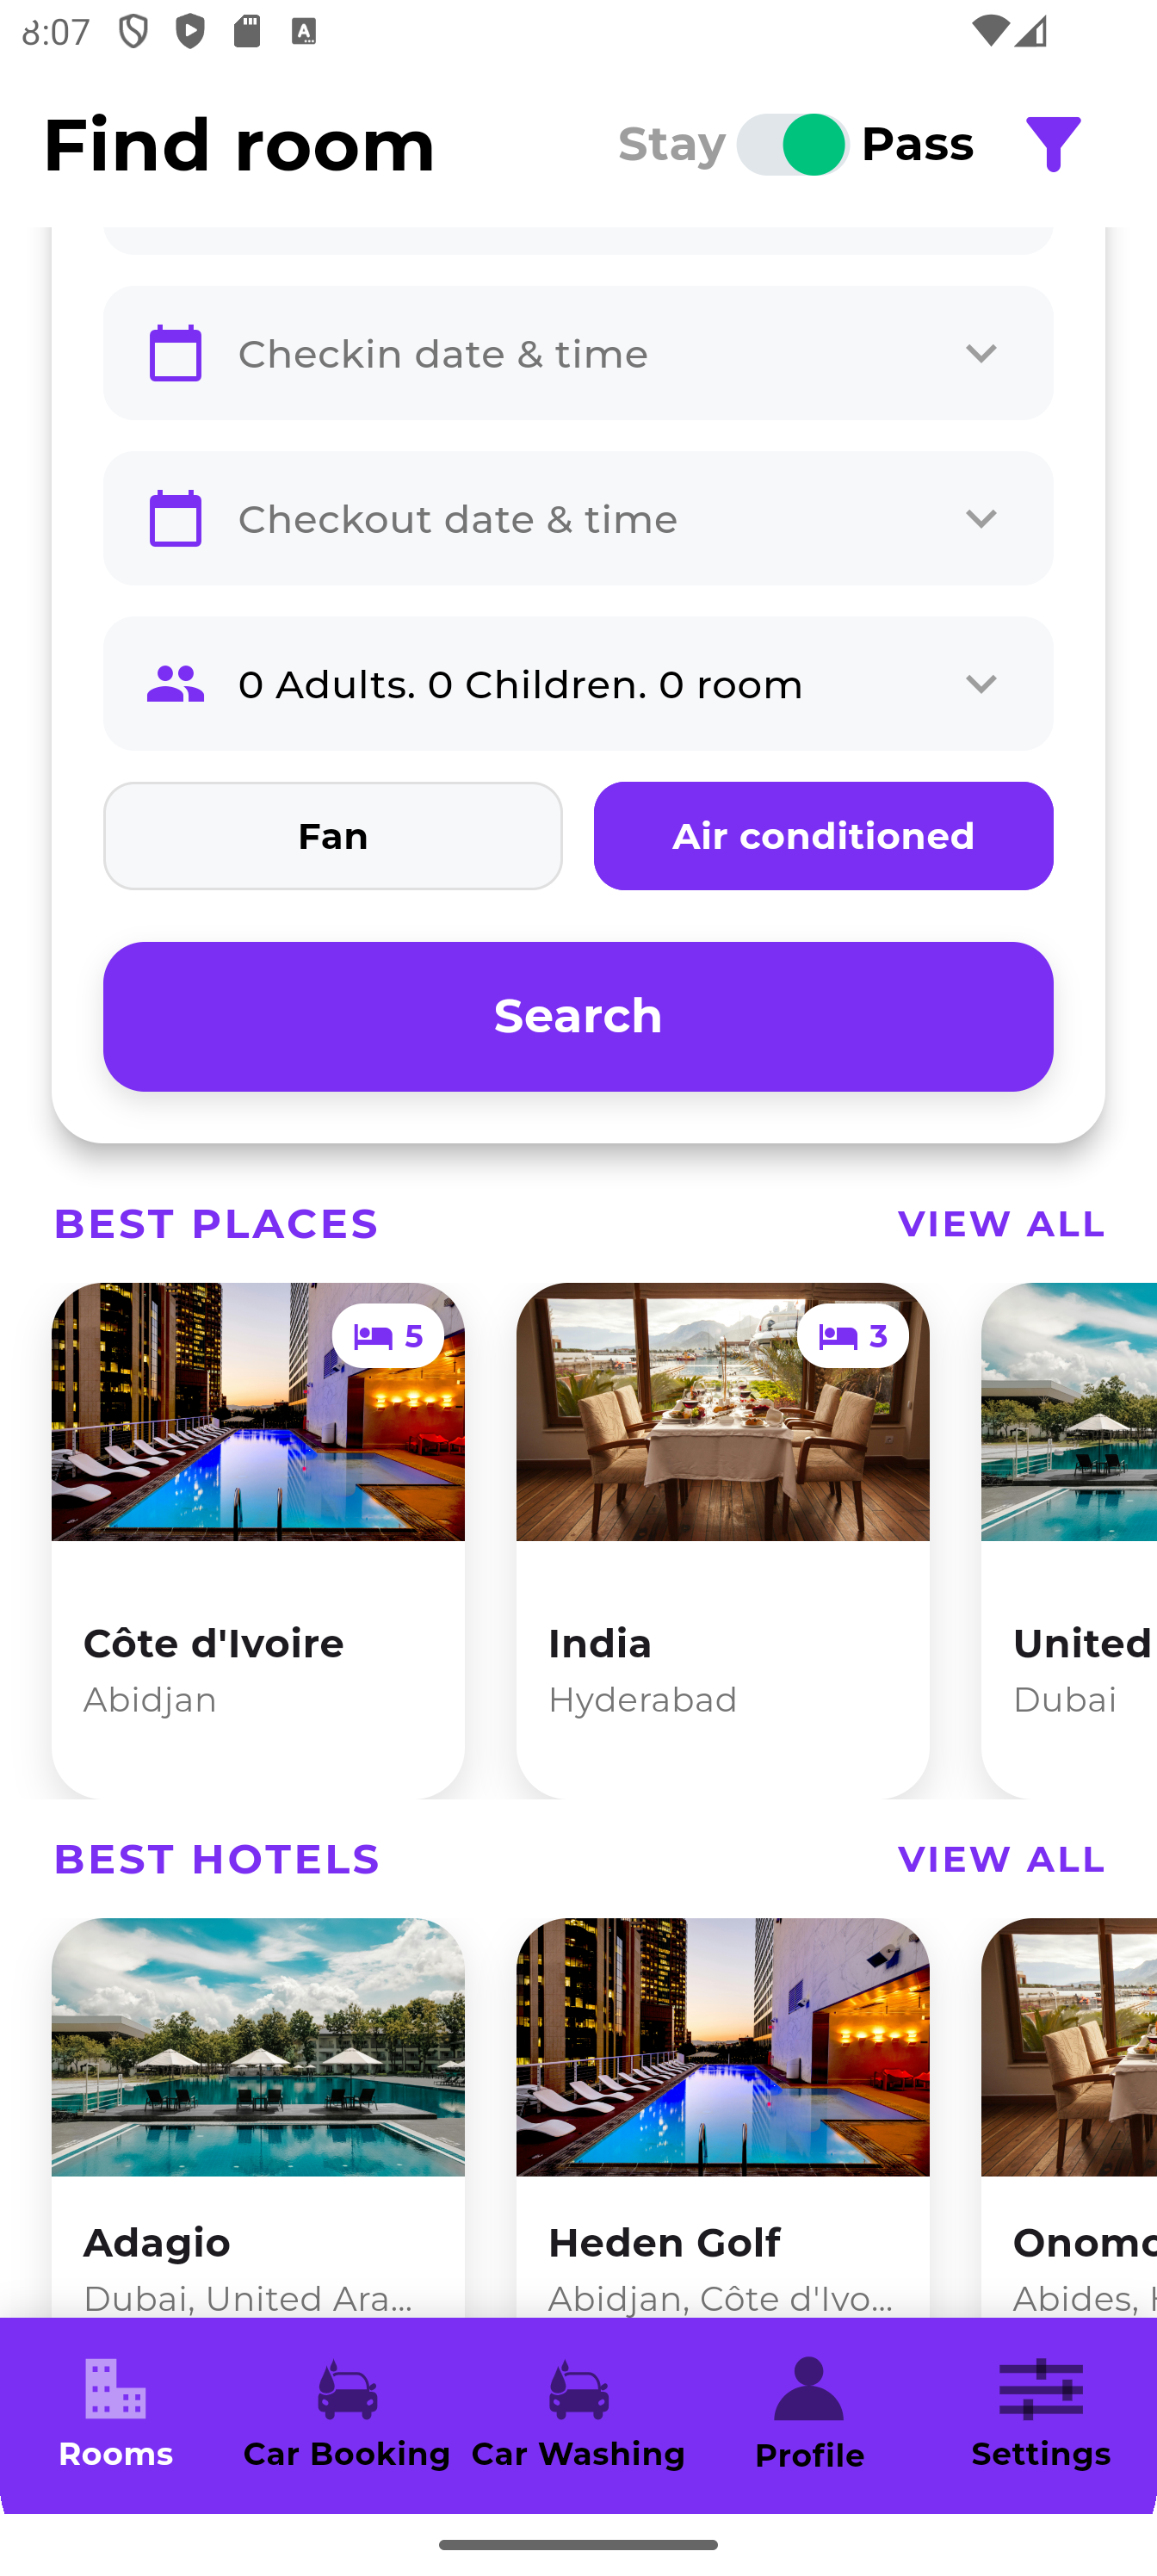 8:07
Find room
Stay Pass
Checkin date & time
Checkout date & time
0 Adults. 0 Children. 0 room
Fan
Air conditioned
Search
BEST PLACES
VIEW ALL
5
3
Côte d'Ivoire
Abidjan
India
Hyderabad
United
Dubai
BEST HOTELS
VIEW ALL
Adagio
Dubai, United Ara...
Heden Golf
Abidjan, Côte d'Ivo...
Onomo
Abides,
Rooms
Car Booking
Car Washing
Profile
Settings